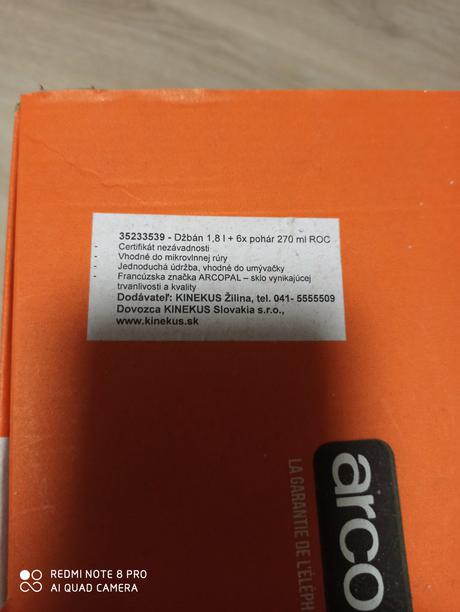 35233539 - Džbán 1,8 l + 6x pohár 270 ml ROC
- Certifikát nezávadnosti
- Vhodné do mikrovlnnej rúry
- Jednoduchá údržba, vhodné do umývačky
- Francúzska značka ARCOPAL – sklo vynikajúcej
trvanlivosti a kvality
Dodávateľ: KINEKUS Žilina, tel. 041- 5555509
Dovozca KINEKUS Slovakia s.r.o.,
www.kinekus.sk
arco
LA GARANTIE DE L'ÉLÉPH
REDMI NOTE 8 PRO
AI QUAD CAMERA